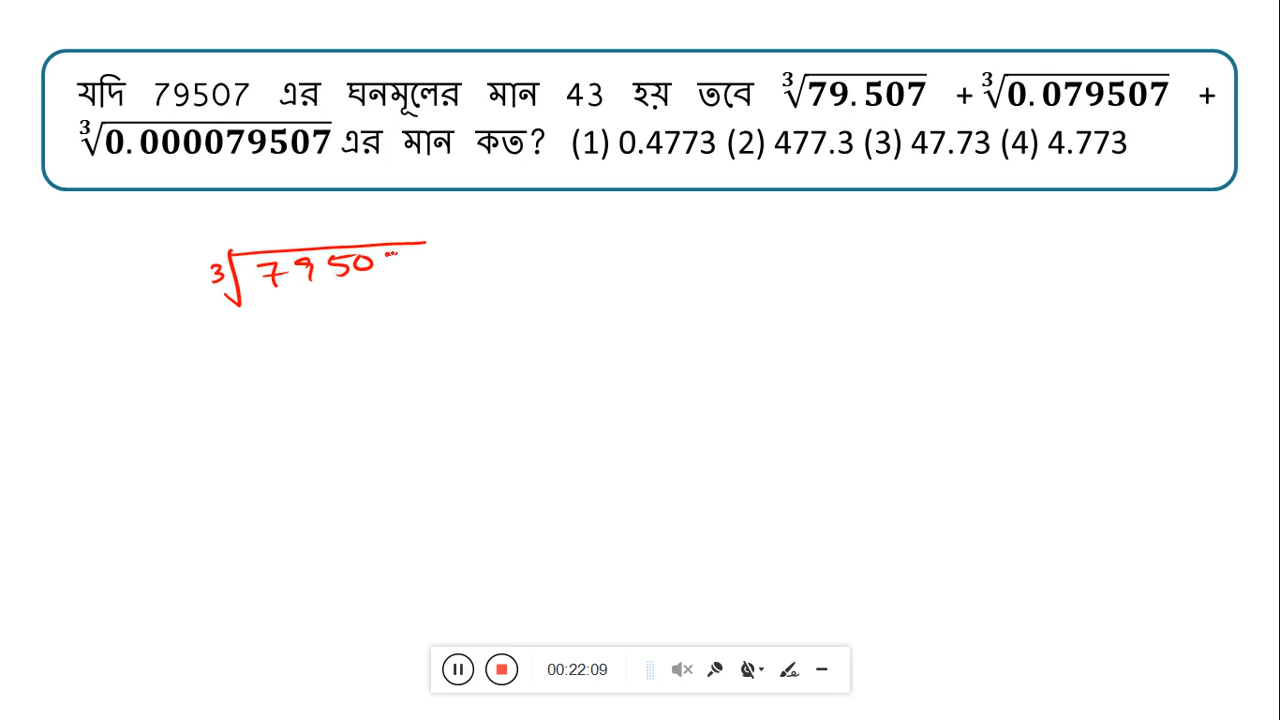 যদি 79507 এর ঘনমূলের মান 43 হয় তবে ∛79.507 + ∛0.079507 +
∛0.000079507 এর মান কত? (1) 0.4773 (2) 477.3 (3) 47.73 (4) 4.773
∛7950
00:22:09